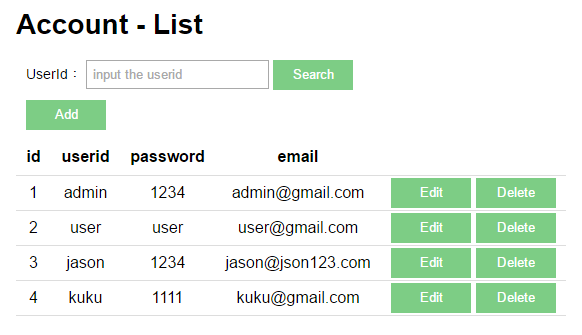 Account - List
UserId： input the userid Search
Add
id userid password email
1 admin 1234 admin@gmail.com Edit Delete
2 user user user@gmail.com Edit Delete
3 jason 1234 jason@json123.com Edit Delete
4 kuku 1111 kuku@gmail.com Edit Delete